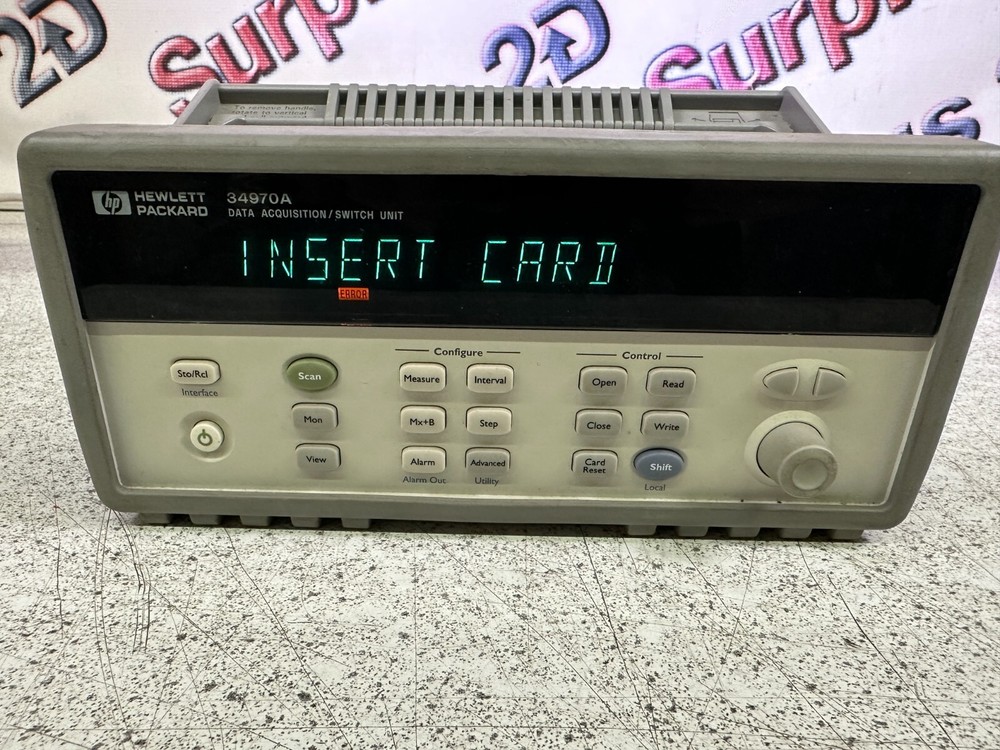 2D Surplus 2D Surplus
To remove handle,
rotate to vertical
hp HEWLETT PACKARD
34970A
DATA ACQUISITION/SWITCH UNIT
INSERT CARD
ERROR
Configure
Control
Sto/Rcl
Scan
Measure
Interval
Open
Read
Interface
Mon
Mx+B
Step
Close
Write
View
Alarm
Advanced
Card
Reset
Shift
Alarm Out
Utility
Local